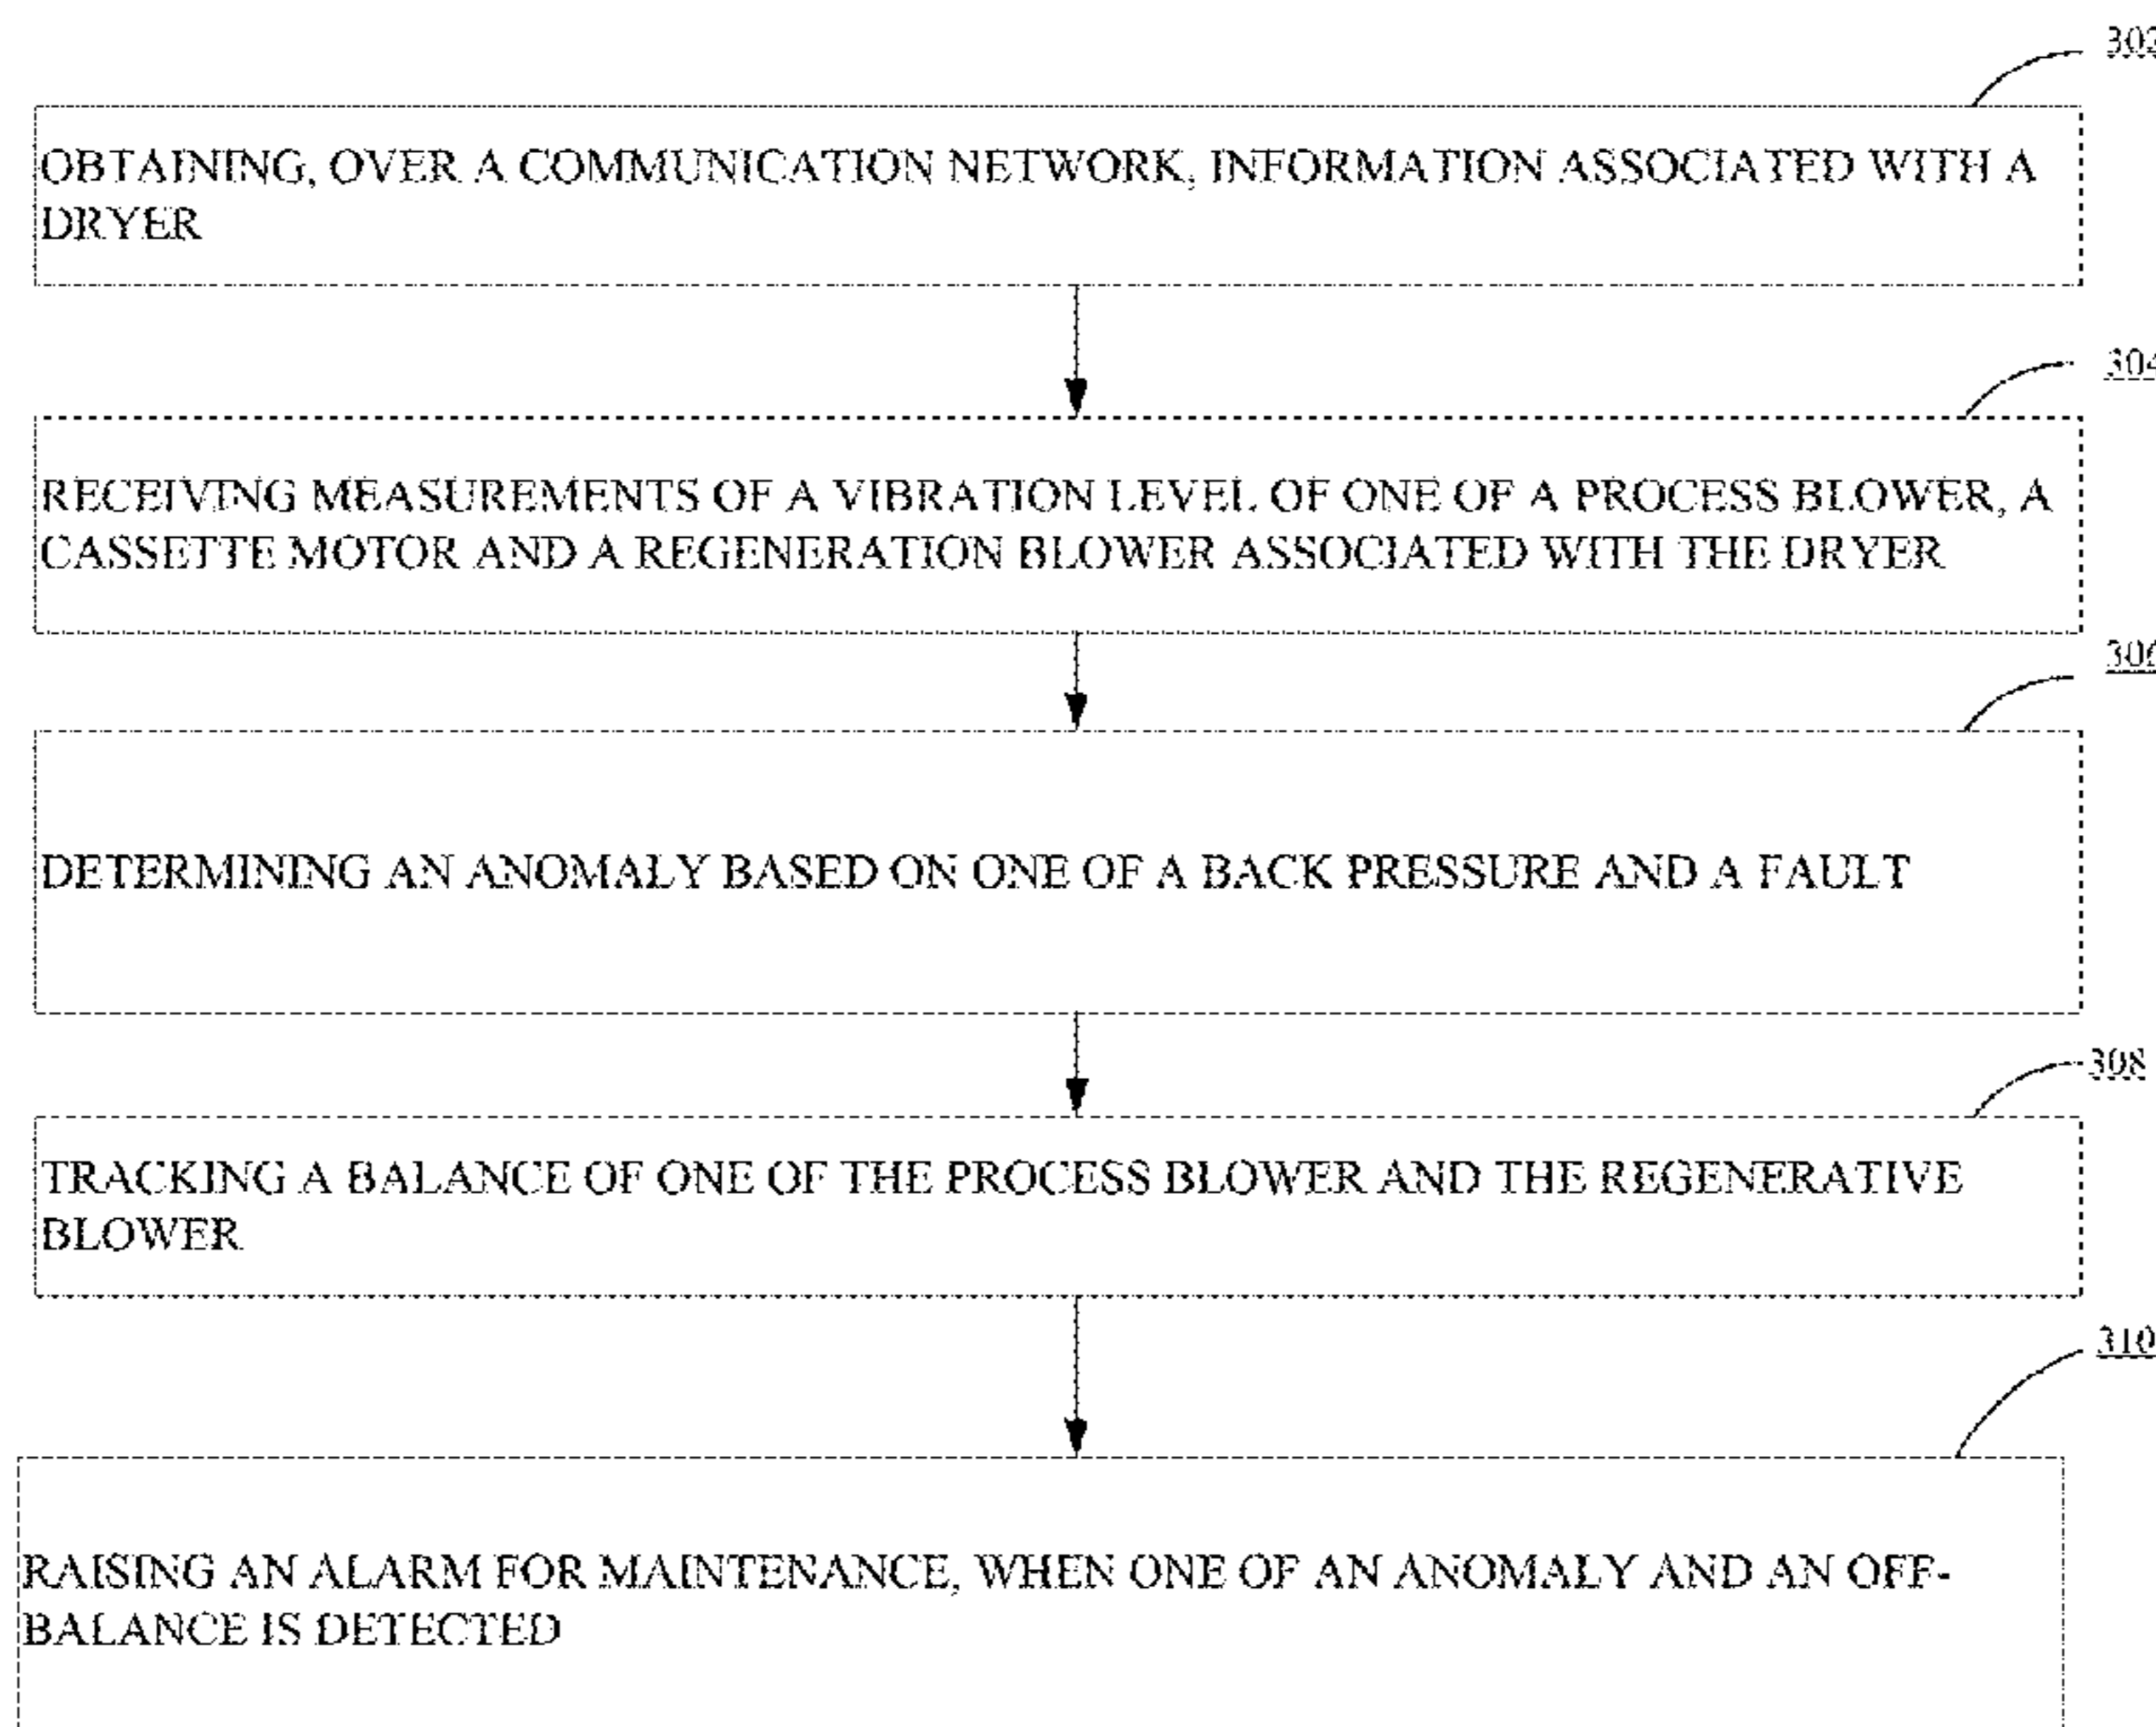 302
OBTAINING, OVER A COMMUNICATION NETWORK, INFORMATION ASSOCIATED WITH A
DRYER
304
RECEIVING MEASUREMENTS OF A VIBRATION LEVEL OF ONE OF A PROCESS BLOWER, A
CASSETTE MOTOR AND A REGENERATION BLOWER ASSOCIATED WITH THE DRYER
306
DETERMINING AN ANOMALY BASED ON ONE OF A BACK PRESSURE AND A FAULT
308
TRACKING A BALANCE OF ONE OF THE PROCESS BLOWER AND THE REGENERATIVE
BLOWER
310
RAISING AN ALARM FOR MAINTENANCE, WHEN ONE OF AN ANOMALY AND AN OFF-
BALANCE IS DETECTED